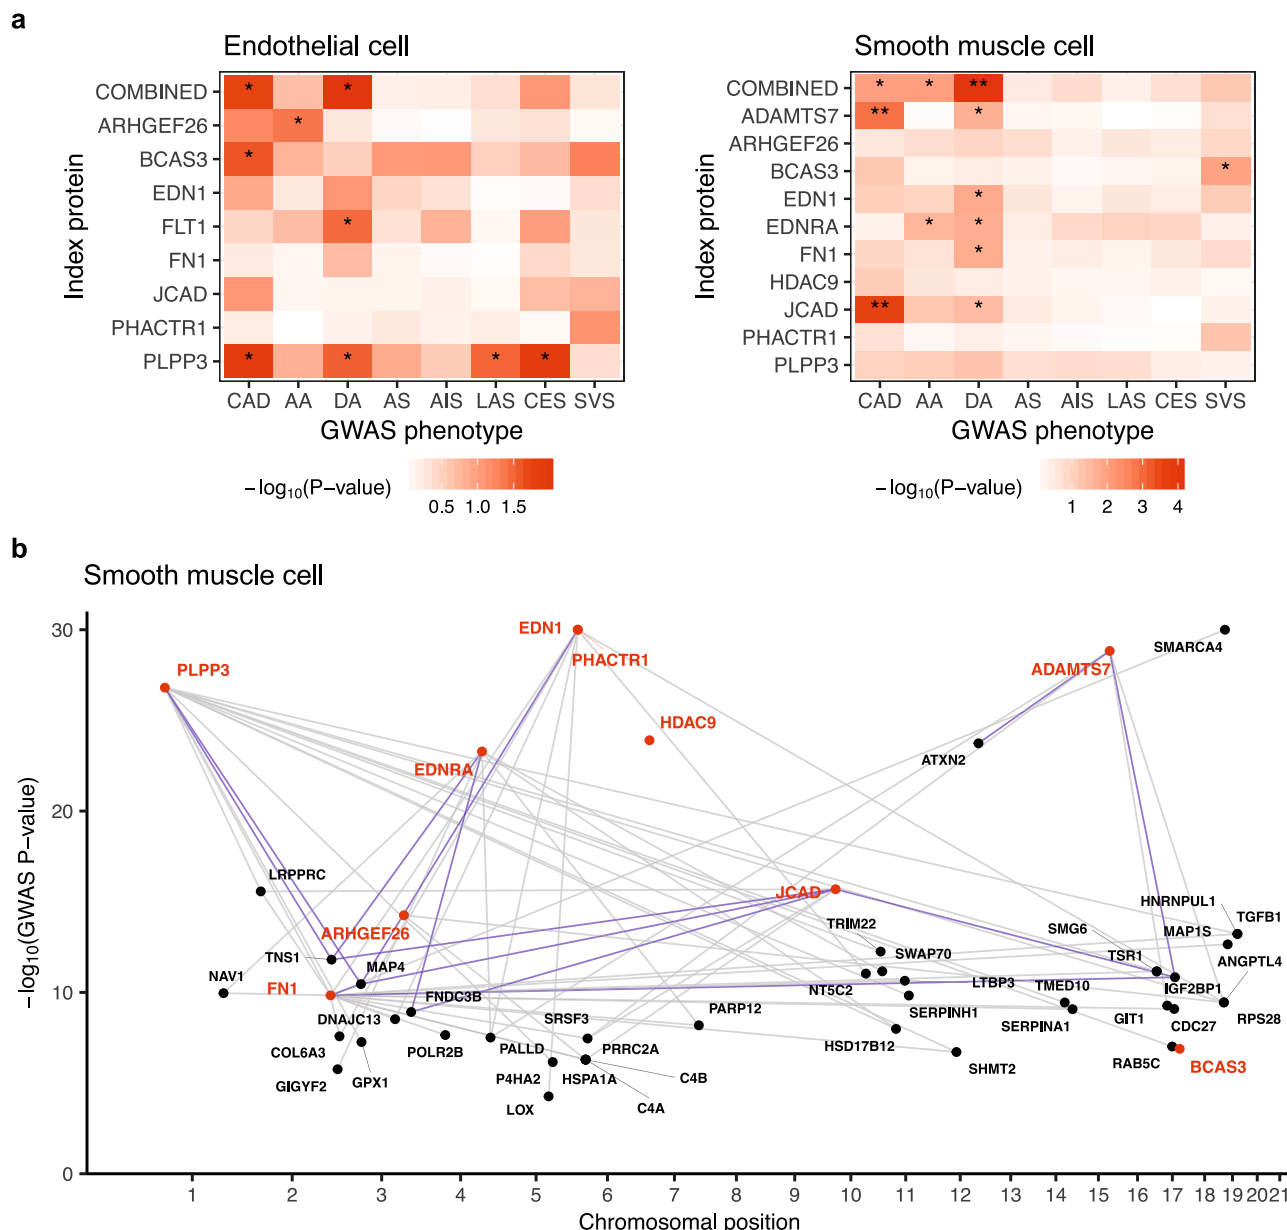 a
Endothelial cell
Index protein
COMBINED * *
ARHGEF26 *
BCAS3 *
EDN1
FLT1 *
FN1
JCAD
PHACTR1
PLPP3 * * * *
CAD AA DA AS AIS LAS CES SVS
GWAS phenotype
−log10(P−value)
0.5 1.0 1.5
Smooth muscle cell
Index protein
COMBINED * * **
ADAMTS7 ** *
ARHGEF26
BCAS3 *
EDN1 *
EDNRA * *
FN1 *
HDAC9
JCAD ** *
PHACTR1
PLPP3
CAD AA DA AS AIS LAS CES SVS
GWAS phenotype
−log10(P−value)
1 2 3 4
b
Smooth muscle cell
−log10(GWAS P−value)
30
20
10
0
EDN1
SMARCA4
PHACTR1
PLPP3
ADAMTS7
HDAC9
ATXN2
EDNRA
LRPPRC
JCAD
HNRNPUL1
TGFB1
TRIM22
SMG6
MAP1S
ARHGEF26
TNS1
SWAP70
TSR1
ANGPTL4
NAV1
MAP4
FN1
NT5C2
LTBP3
TMED10
IGF2BP1
FNDC3B
PARP12
SERPINH1
GIT1
RPS28
DNAJC13
SRSF3
SERPINA1
CDC27
COL6A3
POLR2B
PALLD
PRRC2A
HSD17B12
RAB5C
BCAS3
GIGYF2
GPX1
P4HA2
HSPA1A
C4B
SHMT2
LOX
C4A
1 2 3 4 5 6 7 8 9 10 11 12 13 14 15 16 17 18 19 20 21
Chromosomal position